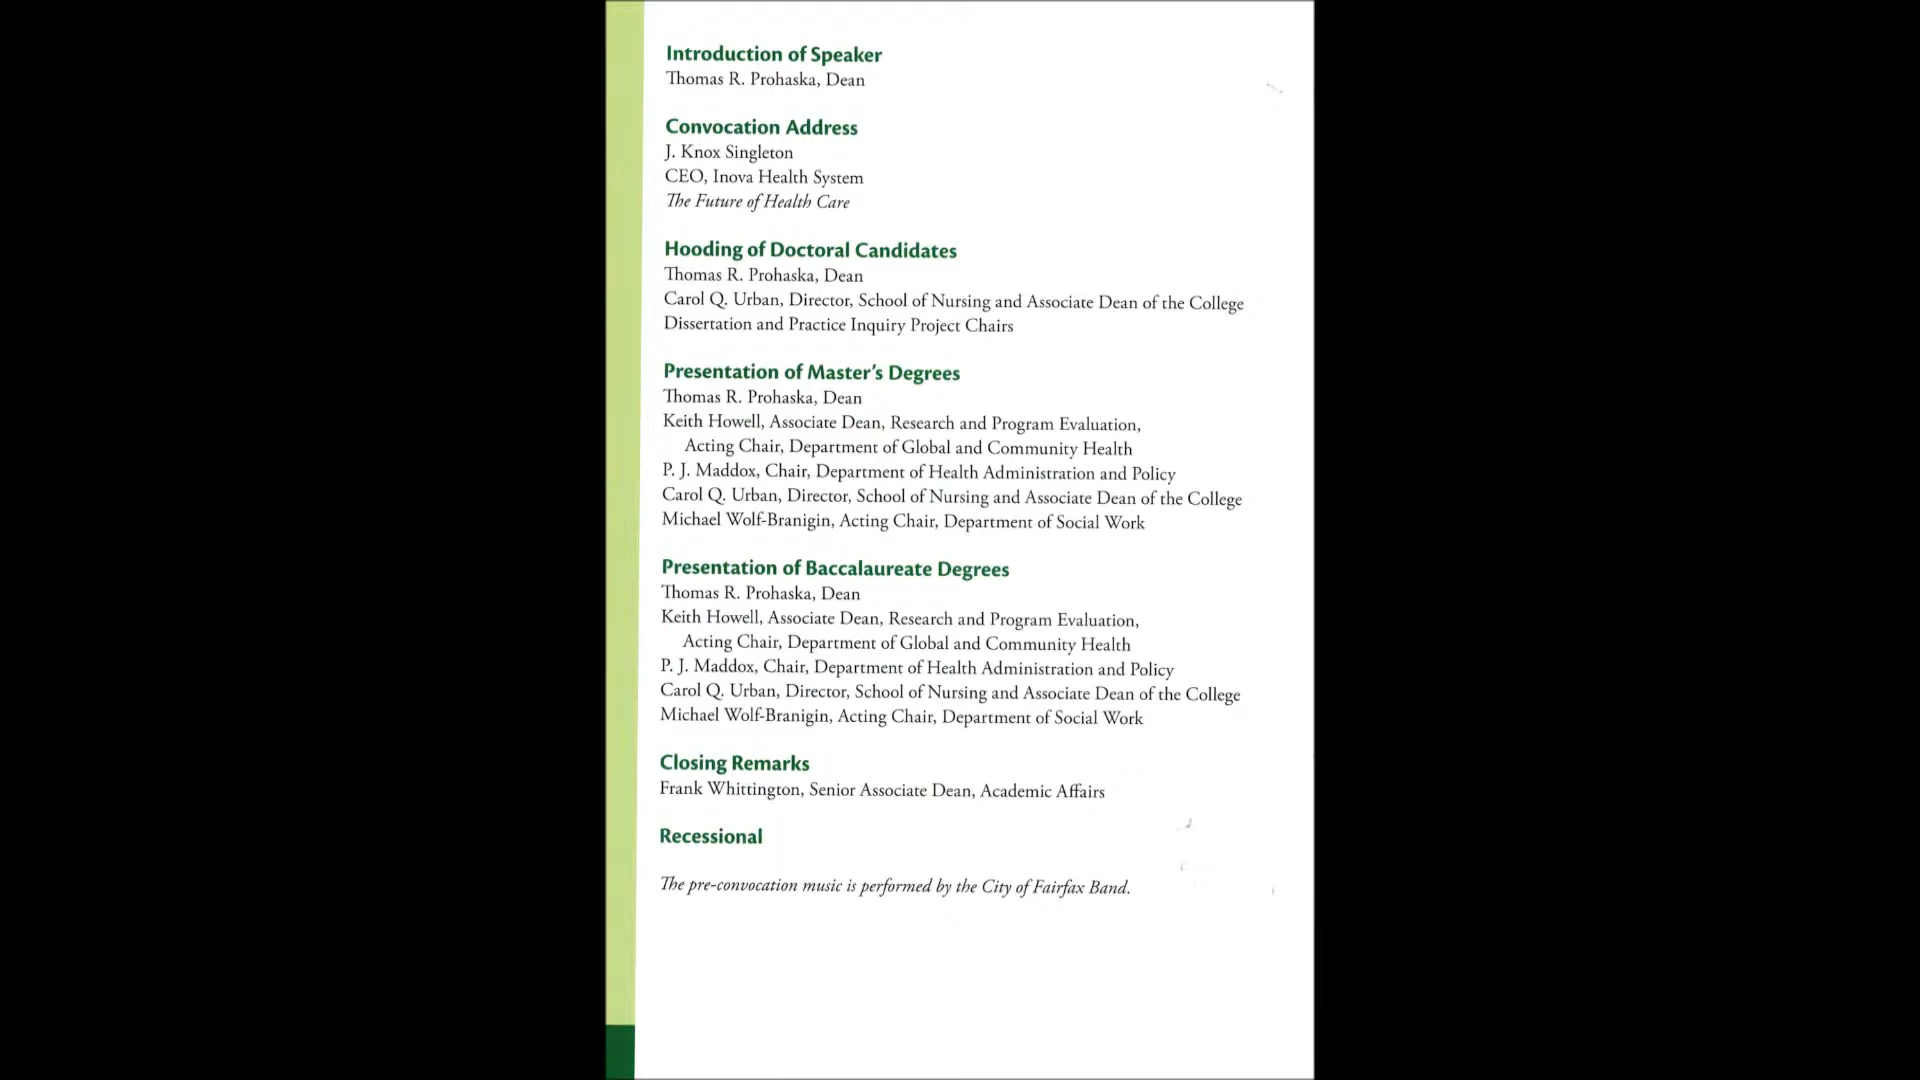 Introduction of Speaker
Thomas R. Prohaska, Dean
Convocation Address
J. Knox Singleton
CEO, Inova Health System
The Future of Health Care
Hooding of Doctoral Candidates
Thomas R. Prohaska, Dean
Carol Q. Urban, Director, School of Nursing and Associate Dean of the College
Dissertation and Practice Inquiry Project Chairs
Presentation of Master's Degrees
Thomas R. Prohaska, Dean
Keith Howell, Associate Dean, Research and Program Evaluation,
Acting Chair, Department of Global and Community Health
P. J. Maddox, Chair, Department of Health Administration and Policy
Carol Q. Urban, Director, School of Nursing and Associate Dean of the College
Michael Wolf-Branigin, Acting Chair, Department of Social Work
Presentation of Baccalaureate Degrees
Thomas R. Prohaska, Dean
Keith Howell, Associate Dean, Research and Program Evaluation,
Acting Chair, Department of Global and Community Health
P. J. Maddox, Chair, Department of Health Administration and Policy
Carol Q. Urban, Director, School of Nursing and Associate Dean of the College
Michael Wolf-Branigin, Acting Chair, Department of Social Work
Closing Remarks
Frank Whittington, Senior Associate Dean, Academic Affairs
Recessional
The pre-convocation music is performed by the City of Fairfax Band.